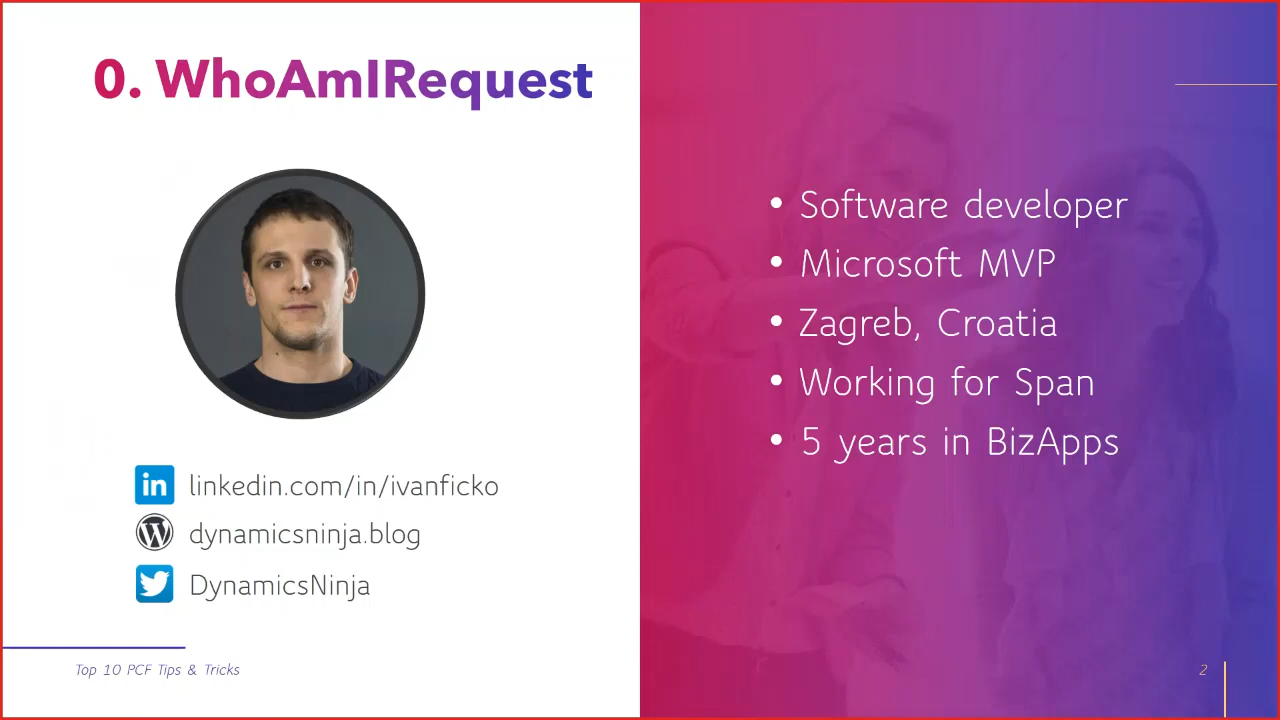 0. WhoAmIRequest
linkedin.com/in/ivanficko
dynamicsninja.blog
DynamicsNinja
• Software developer
• Microsoft MVP
• Zagreb, Croatia
• Working for Span
• 5 years in BizApps
Top 10 PCF Tips & Tricks
2